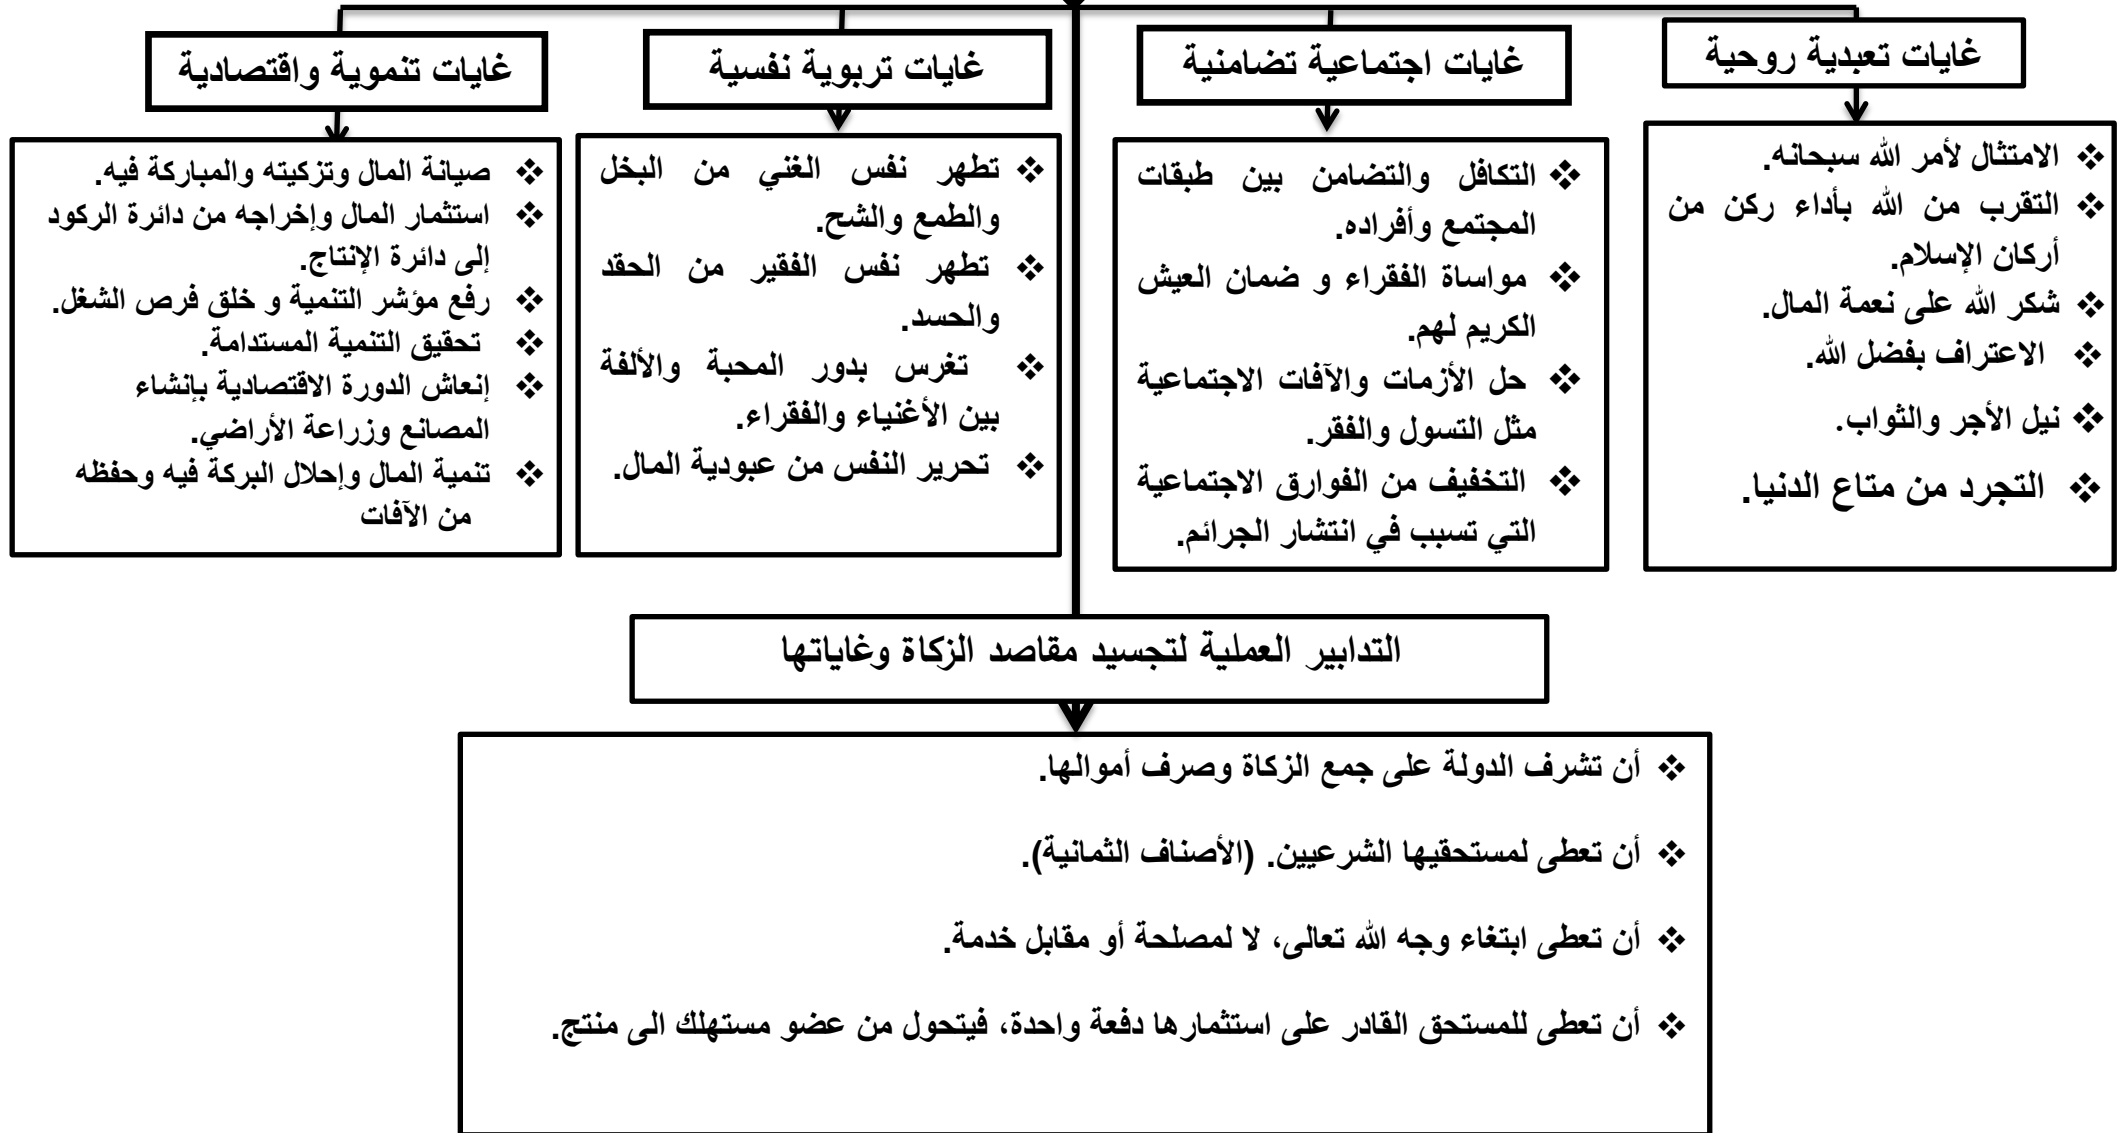 غايات تعبدية روحية
❖ الامتثال لأمر الله سبحانه.
❖ التقرب من الله بأداء ركن من
أركان الإسلام.
❖ شكر الله على نعمة المال.
❖ الاعتراف بفضل الله.
❖ نيل الأجر والثواب.
❖ التجرد من متاع الدنيا.
غايات اجتماعية تضامنية
❖ التكافل والتضامن بين طبقات
المجتمع وأفراده.
❖ مواساة الفقراء و ضمان العيش
الكريم لهم.
❖ حل الأزمات والآفات الاجتماعية
مثل التسول والفقر.
❖ التخفيف من الفوارق الاجتماعية
التي تسبب في انتشار الجرائم.
غايات تربوية نفسية
❖ تطهر نفس الغني من البخل
والطمع والشح.
❖ تطهر نفس الفقير من الحقد
والحسد.
❖ تغرس بدور المحبة والألفة
بين الأغنياء والفقراء.
❖ تحرير النفس من عبودية المال.
غايات تنموية واقتصادية
❖ صيانة المال وتزكيته والمباركة فيه.
❖ استثمار المال وإخراجه من دائرة الركود
إلى دائرة الإنتاج.
❖ رفع مؤشر التنمية و خلق فرص الشغل.
❖ تحقيق التنمية المستدامة.
❖ إنعاش الدورة الاقتصادية بإنشاء
المصانع وزراعة الأراضي.
❖ تنمية المال وإحلال البركة فيه وحفظه
من الآفات
التدابير العملية لتجسيد مقاصد الزكاة وغاياتها
❖ أن تشرف الدولة على جمع الزكاة وصرف أموالها.
❖ أن تعطى لمستحقيها الشرعيين. (الأصناف الثمانية).
❖ أن تعطى ابتغاء وجه الله تعالى، لا لمصلحة أو مقابل خدمة.
❖ أن تعطى للمستحق القادر على استثمارها دفعة واحدة، فيتحول من عضو مستهلك الى منتج.